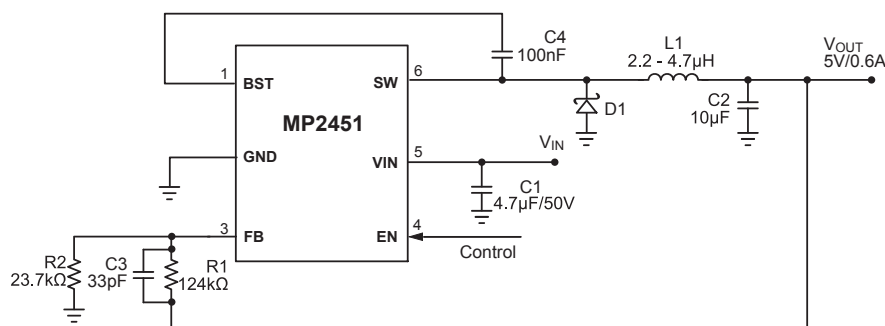 C4
100nF
L1
2.2 - 4.7µH
VOUT
5V/0.6A
1
BST
SW
6
D1
C2
10µF
MP2451
GND
VIN
5
VIN
C1
4.7µF/50V
3
FB
EN
4
Control
R2
23.7kΩ
C3
33pF
R1
124kΩ